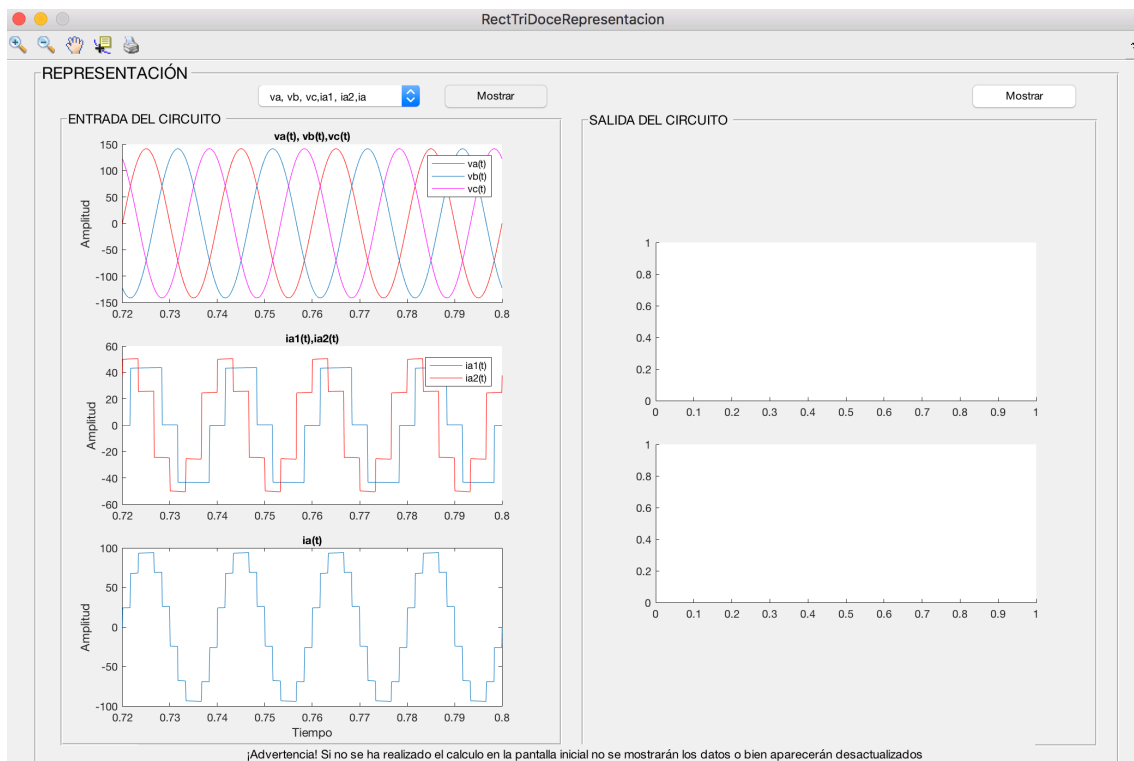 RectTriDoceRepresentacion
REPRESENTACIÓN
va, vb, vc,ia1, ia2,ia
Mostrar
Mostrar
ENTRADA DEL CIRCUITO
va(t), vb(t),vc(t)
150
100
50
0
-50
-100
-150
Amplitud
va(t)
vb(t)
vc(t)
0.72 0.73 0.74 0.75 0.76 0.77 0.78 0.79 0.8
ia1(t),ia2(t)
60
40
20
0
-20
-40
-60
Amplitud
ia1(t)
ia2(t)
0.72 0.73 0.74 0.75 0.76 0.77 0.78 0.79 0.8
ia(t)
100
50
0
-50
-100
Amplitud
0.72 0.73 0.74 0.75 0.76 0.77 0.78 0.79 0.8
Tiempo
SALIDA DEL CIRCUITO
1
0.8
0.6
0.4
0.2
0
0 0.1 0.2 0.3 0.4 0.5 0.6 0.7 0.8 0.9 1
1
0.8
0.6
0.4
0.2
0
0 0.1 0.2 0.3 0.4 0.5 0.6 0.7 0.8 0.9 1
¡Advertencia! Si no se ha realizado el calculo en la pantalla inicial no se mostrarán los datos o bien aparecerán desactualizados